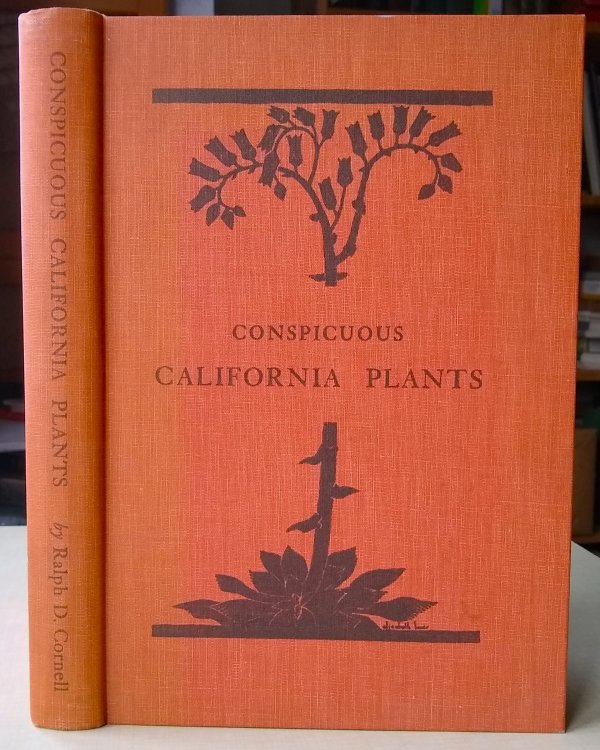 CONSPICUOUS CALIFORNIA PLANTS by Ralph D. Cornell
CONSPICUOUS
CALIFORNIA PLANTS